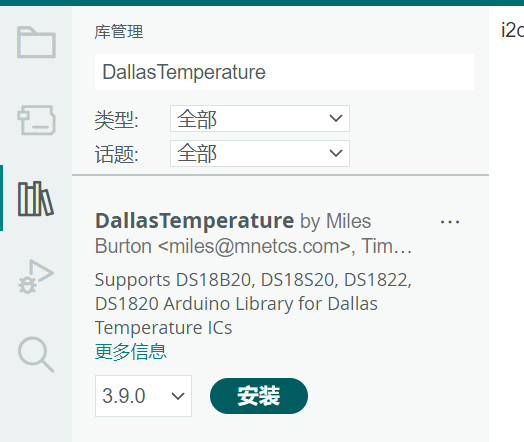 库管理
i2c
DallasTemperature
类型: 全部
话题: 全部
DallasTemperature by Miles ...
Burton <miles@mnetcs.com>, Tim...
Supports DS18B20, DS18S20, DS1822,
DS1820 Arduino Library for Dallas
Temperature ICs
更多信息
3.9.0 安装